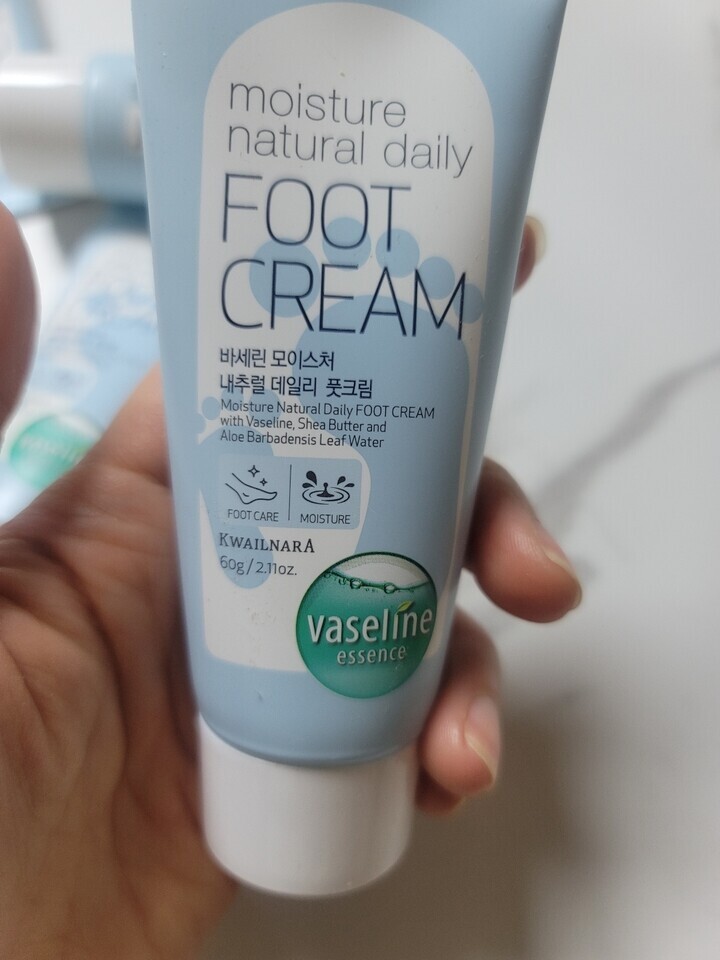 moisture
natural daily
FOOT
CREAM
바세린 모이스처
내추럴 데일리 풋크림
Moisture Natural Daily FOOT CREAM
with Vaseline, Shea Butter and
Aloe Barbadensis Leaf Water
FOOT CARE
MOISTURE
KWAILNARA
60g/2.11oz.
vaseline
essence